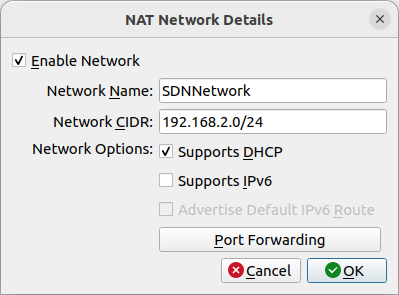 NAT Network Details
Enable Network
Network Name: SDNNetwork
Network CIDR: 192.168.2.0/24
Network Options: Supports DHCP
Supports IPv6
Advertise Default IPv6 Route
Port Forwarding
Cancel OK